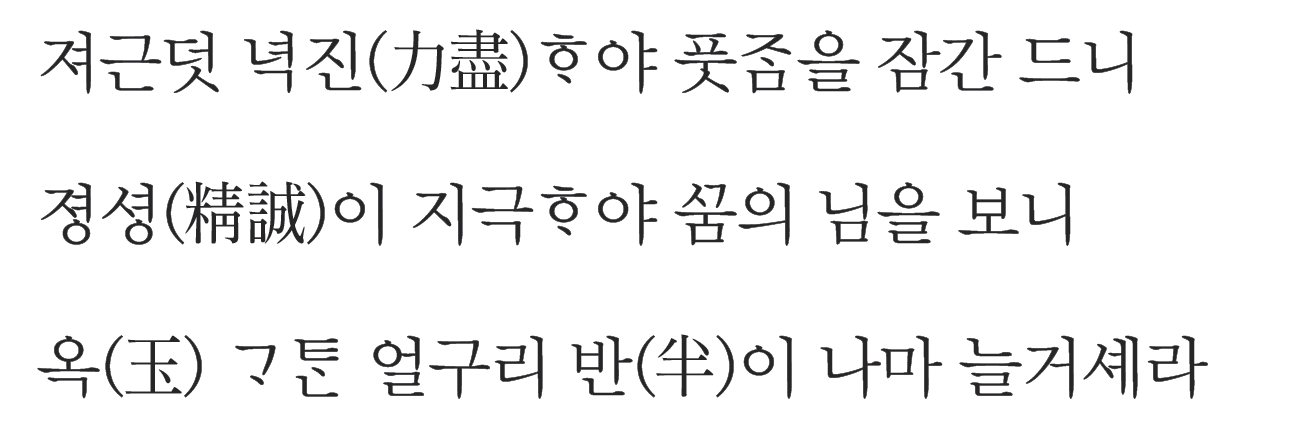 져근덧 녁진(力盡)ᄒᆞ야 풋ᄌᆞᆷ을 잠간 드니
졍셩(精誠)이 지극ᄒᆞ야 ᄭᅮᆷ의 님을 보니
옥(玉) ᄀᆞᄐᆞᆫ 얼구리 반(半)이 나마 늘거셰라